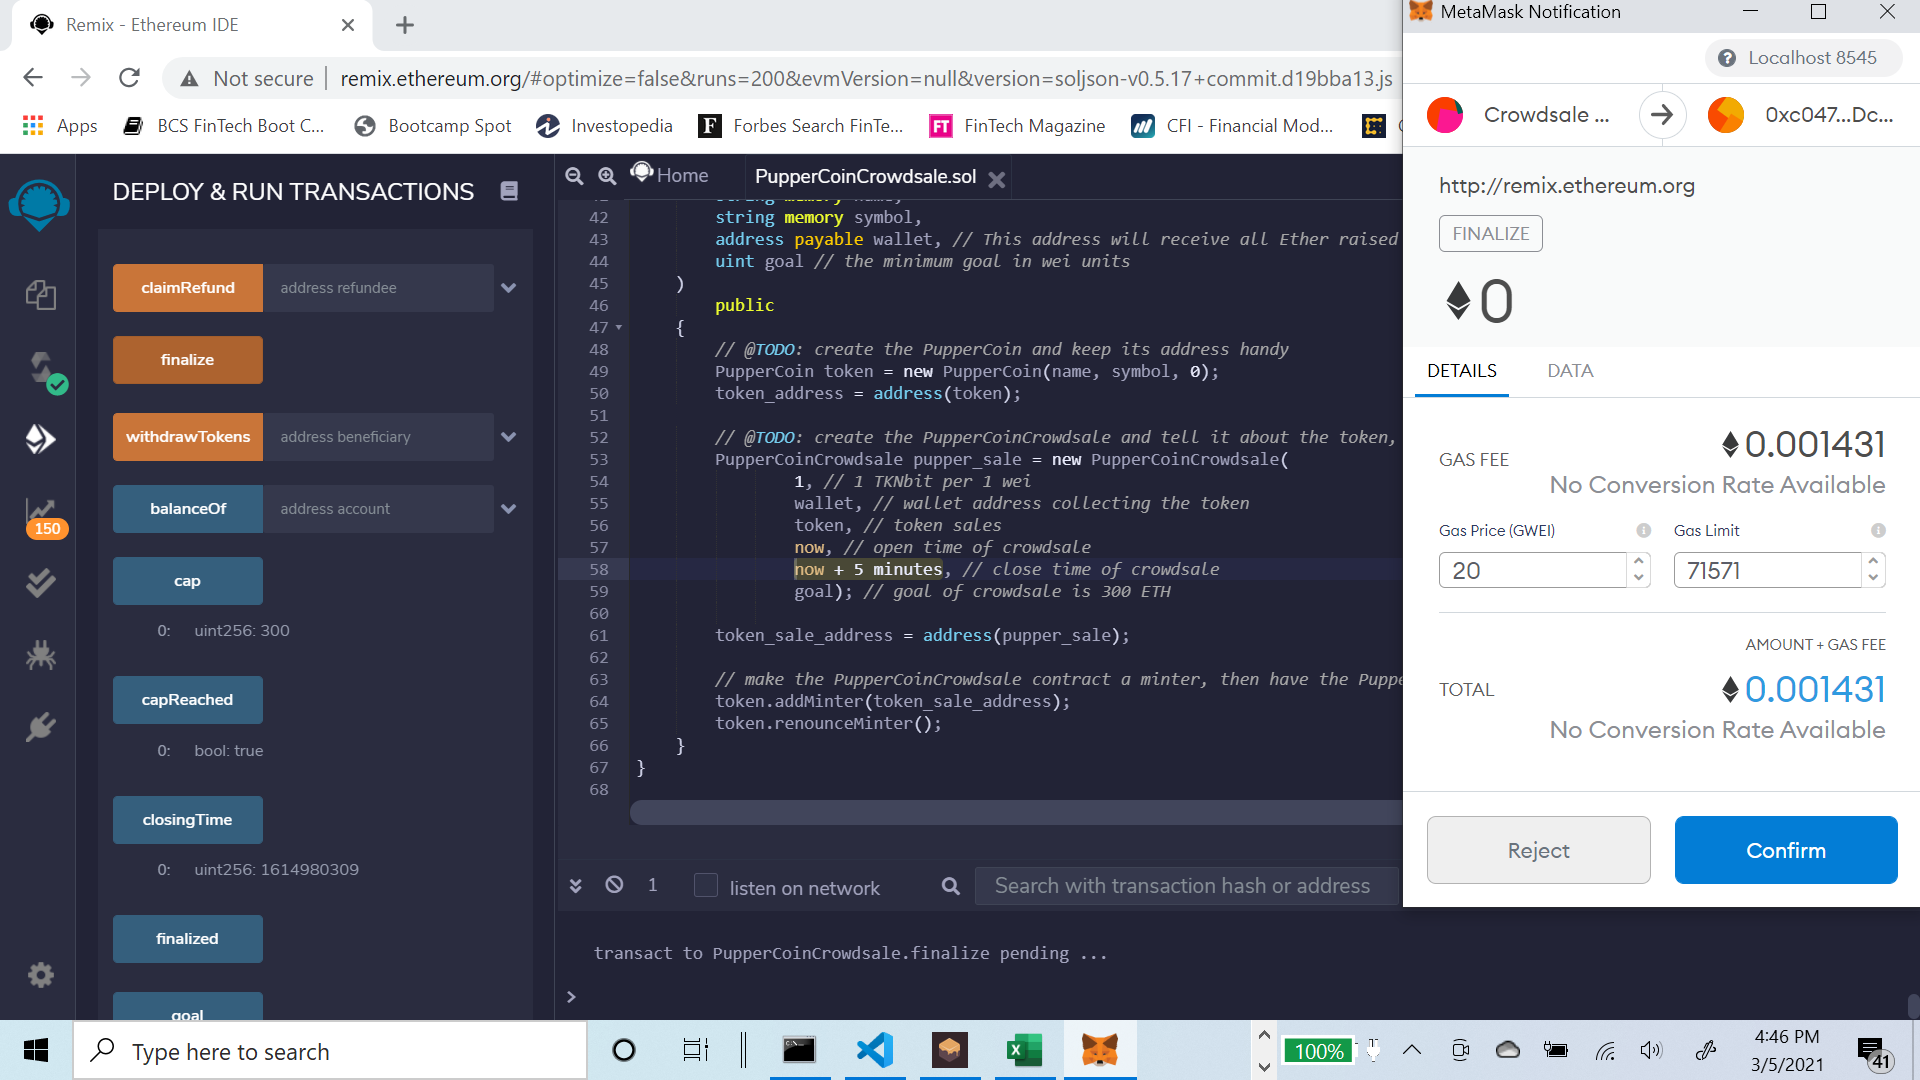 Remix - Ethereum IDE
Not secure
remix.ethereum.org/#optimize=false&runs=200&evmVersion=null&version=soljson-v0.5.17+commit.d19bba13.js
Apps
BCS FinTech Boot C...
Bootcamp Spot
Investopedia
F
Forbes Search FinTe...
FT
FinTech Magazine
CFI - Financial Mod...
DEPLOY & RUN TRANSACTIONS
claimRefund
address refundee
finalize
withdrawTokens
address beneficiary
balanceOf
address account
cap
0: uint256: 300
capReached
0: bool: true
closingTime
0: uint256: 1614980309
finalized
goal
150
Home
PupperCoinCrowdsale.sol
42 string memory symbol,
43 address payable wallet, // This address will receive all Ether raised
44 uint goal // the minimum goal in wei units
45 )
46 public
47 {
48 // @TODO: create the PupperCoin and keep its address handy
49 PupperCoin token = new PupperCoin(name, symbol, 0);
50 token_address = address(token);
51
52 // @TODO: create the PupperCoinCrowdsale and tell it about the token,
53 PupperCoinCrowdsale pupper_sale = new PupperCoinCrowdsale(
54 1, // 1 TKNbit per 1 wei
55 wallet, // wallet address collecting the token
56 token, // token sales
57 now, // open time of crowdsale
58 now + 5 minutes, // close time of crowdsale
59 goal); // goal of crowdsale is 300 ETH
60
61 token_sale_address = address(pupper_sale);
62
63 // make the PupperCoinCrowdsale contract a minter, then have the Puppe
64 token.addMinter(token_sale_address);
65 token.renounceMinter();
66 }
67 }
68
1
listen on network
Search with transaction hash or address
transact to PupperCoinCrowdsale.finalize pending ...
>
MetaMask Notification
Localhost 8545
Crowdsale ...
0xc047...Dc...
http://remix.ethereum.org
FINALIZE
0
DETAILS
DATA
GAS FEE
0.001431
No Conversion Rate Available
Gas Price (GWEI)
Gas Limit
20
71571
AMOUNT + GAS FEE
TOTAL
0.001431
No Conversion Rate Available
Reject
Confirm
Type here to search
100%
4:46 PM
3/5/2021
41